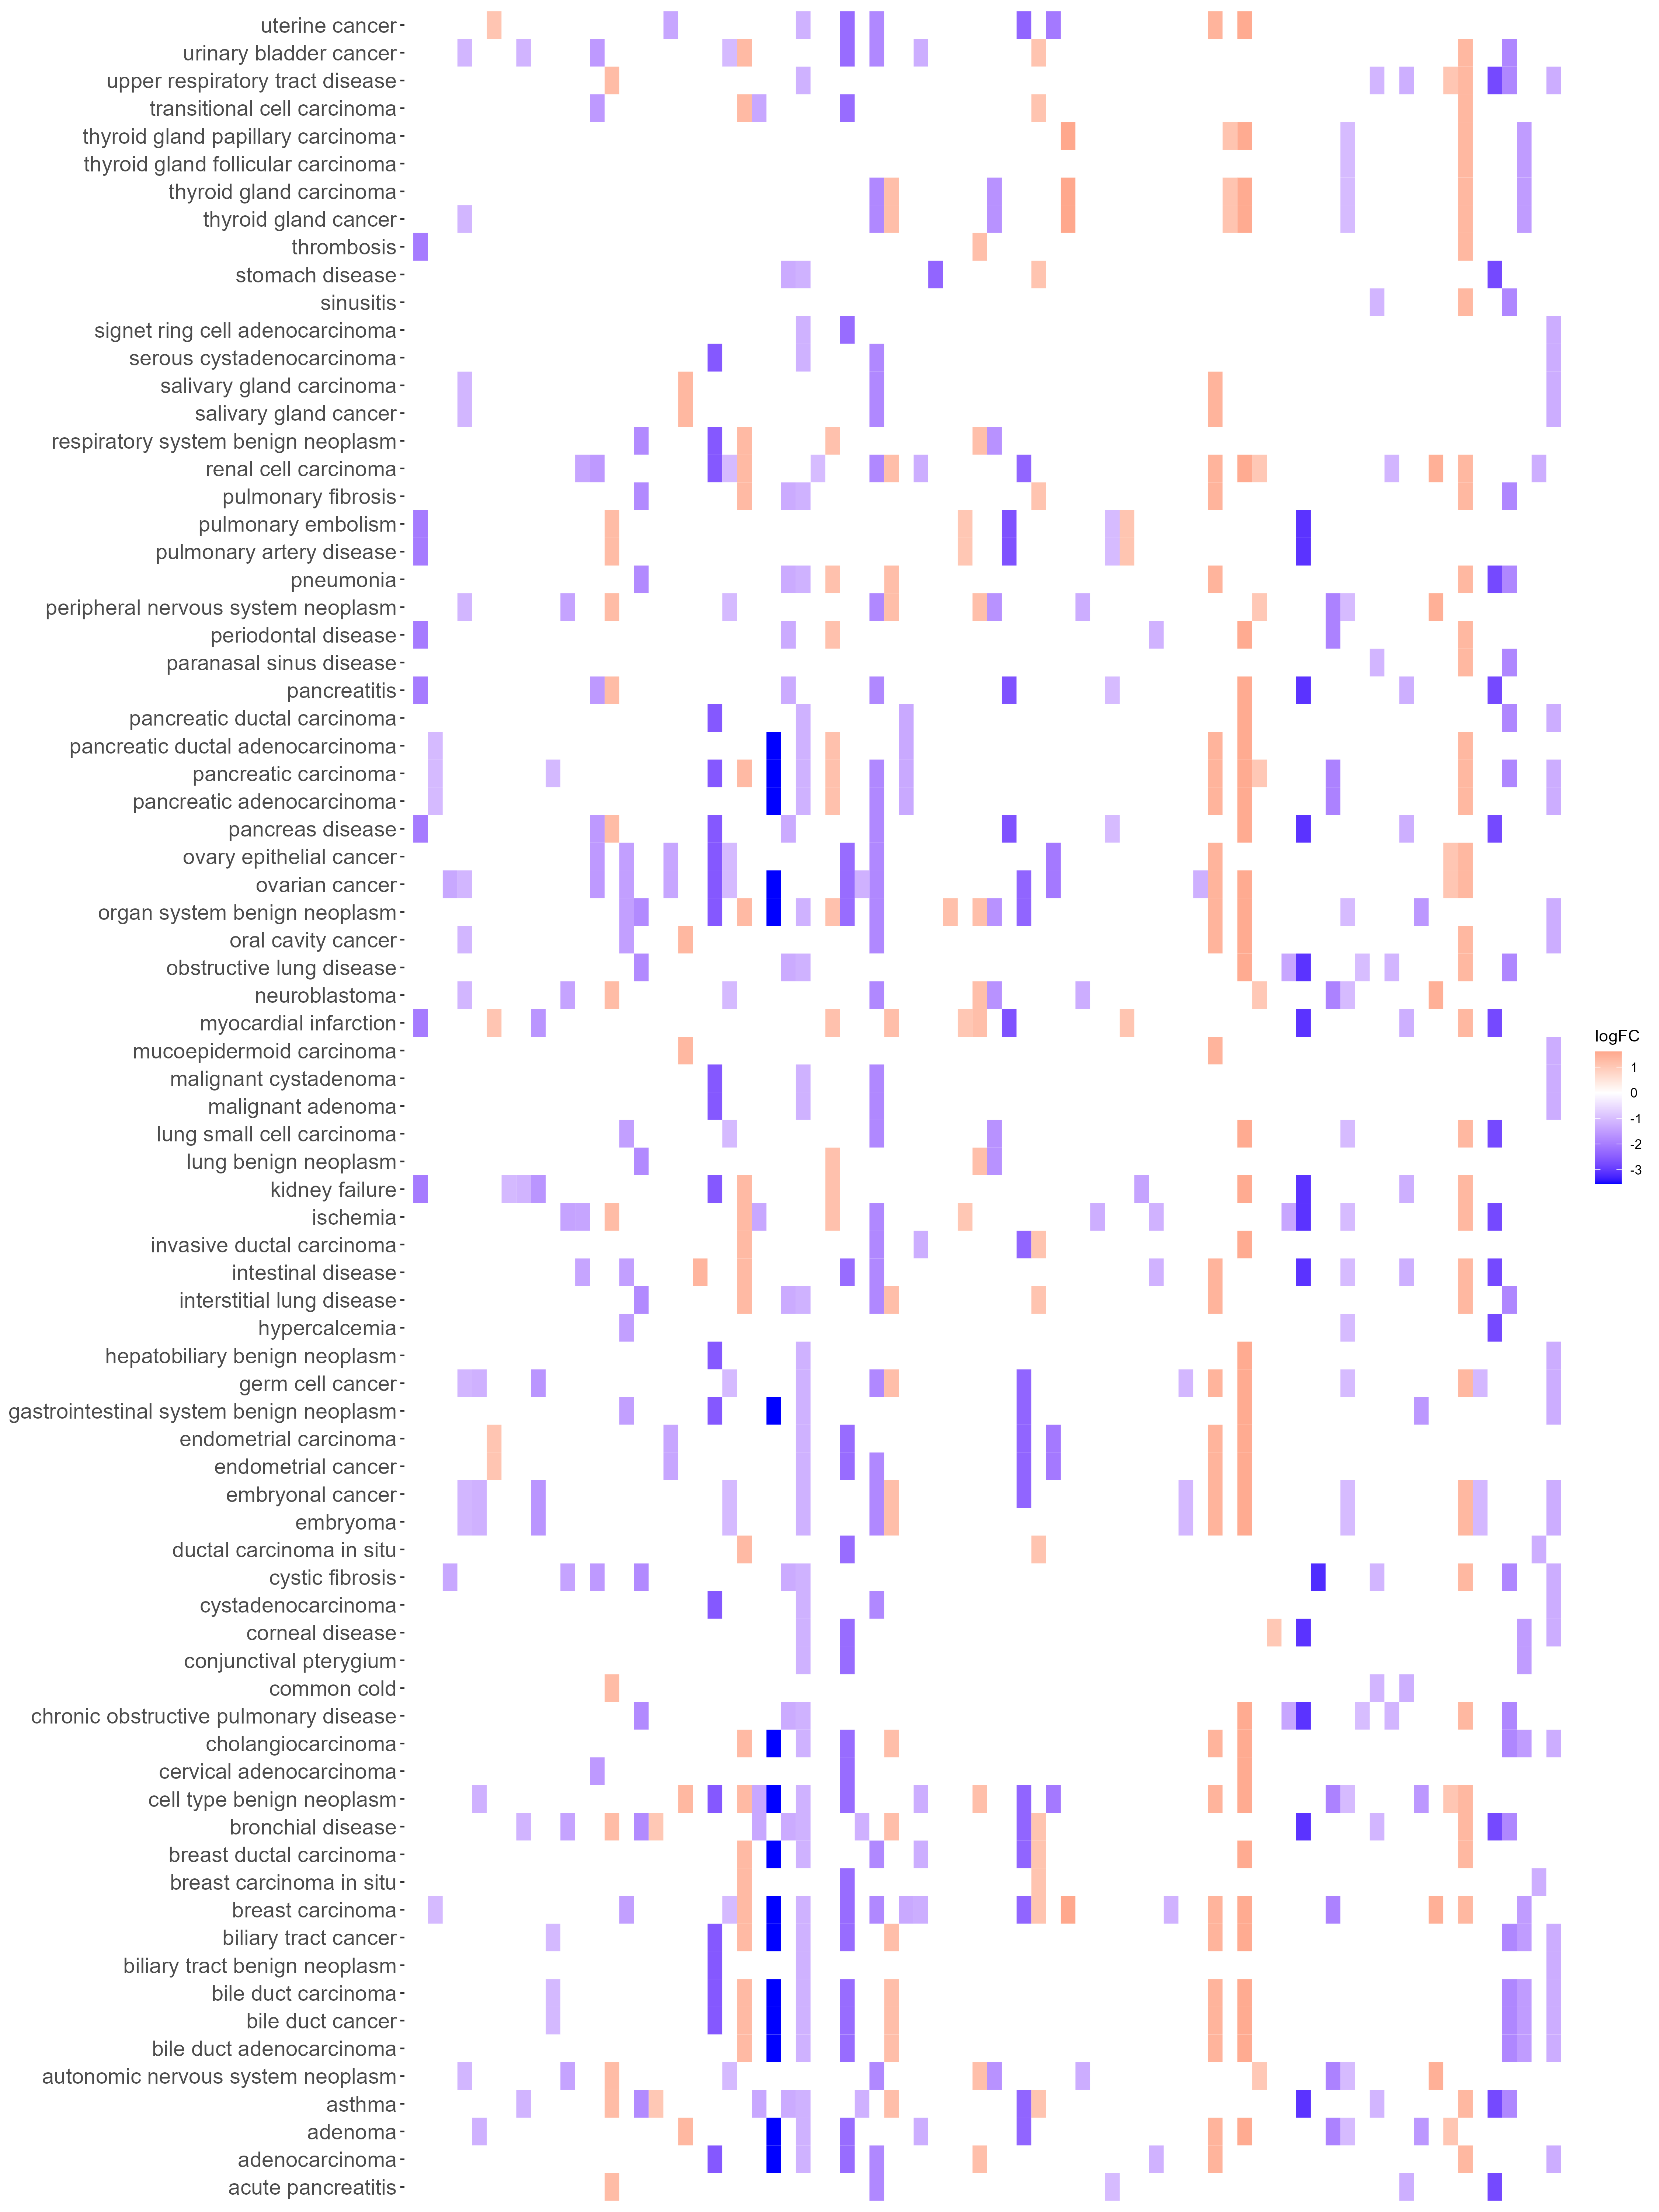 uterine cancer
urinary bladder cancer
upper respiratory tract disease
transitional cell carcinoma
thyroid gland papillary carcinoma
thyroid gland follicular carcinoma
thyroid gland carcinoma
thyroid gland cancer
thrombosis
stomach disease
sinusitis
signet ring cell adenocarcinoma
serous cystadenocarcinoma
salivary gland carcinoma
salivary gland cancer
respiratory system benign neoplasm
renal cell carcinoma
pulmonary fibrosis
pulmonary embolism
pulmonary artery disease
pneumonia
peripheral nervous system neoplasm
periodontal disease
paranasal sinus disease
pancreatitis
pancreatic ductal carcinoma
pancreatic ductal adenocarcinoma
pancreatic carcinoma
pancreatic adenocarcinoma
pancreas disease
ovary epithelial cancer
ovarian cancer
organ system benign neoplasm
oral cavity cancer
obstructive lung disease
neuroblastoma
myocardial infarction
mucoepidermoid carcinoma
malignant cystadenoma
malignant adenoma
lung small cell carcinoma
lung benign neoplasm
kidney failure
ischemia
invasive ductal carcinoma
intestinal disease
interstitial lung disease
hypercalcemia
hepatobiliary benign neoplasm
germ cell cancer
gastrointestinal system benign neoplasm
endometrial carcinoma
endometrial cancer
embryonal cancer
embryoma
ductal carcinoma in situ
cystic fibrosis
cystadenocarcinoma
corneal disease
conjunctival pterygium
common cold
chronic obstructive pulmonary disease
cholangiocarcinoma
cervical adenocarcinoma
cell type benign neoplasm
bronchial disease
breast ductal carcinoma
breast carcinoma in situ
breast carcinoma
biliary tract cancer
biliary tract benign neoplasm
bile duct carcinoma
bile duct cancer
bile duct adenocarcinoma
autonomic nervous system neoplasm
asthma
adenoma
adenocarcinoma
acute pancreatitis
logFC
1
0
-1
-2
-3